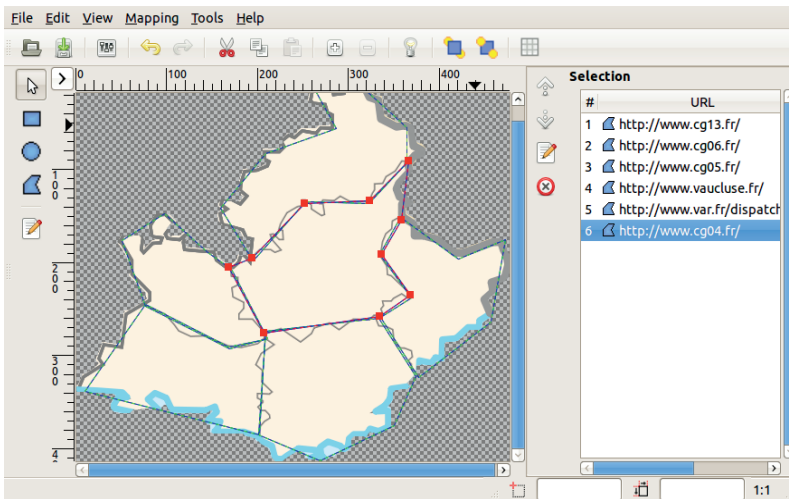 File Edit View Mapping Tools Help
0 100 200 300 400
100
200
300
4
Selection
# URL
1 http://www.cg13.fr/
2 http://www.cg06.fr/
3 http://www.cg05.fr/
4 http://www.vaucluse.fr/
5 http://www.var.fr/dispatch
6 http://www.cg04.fr/
1:1